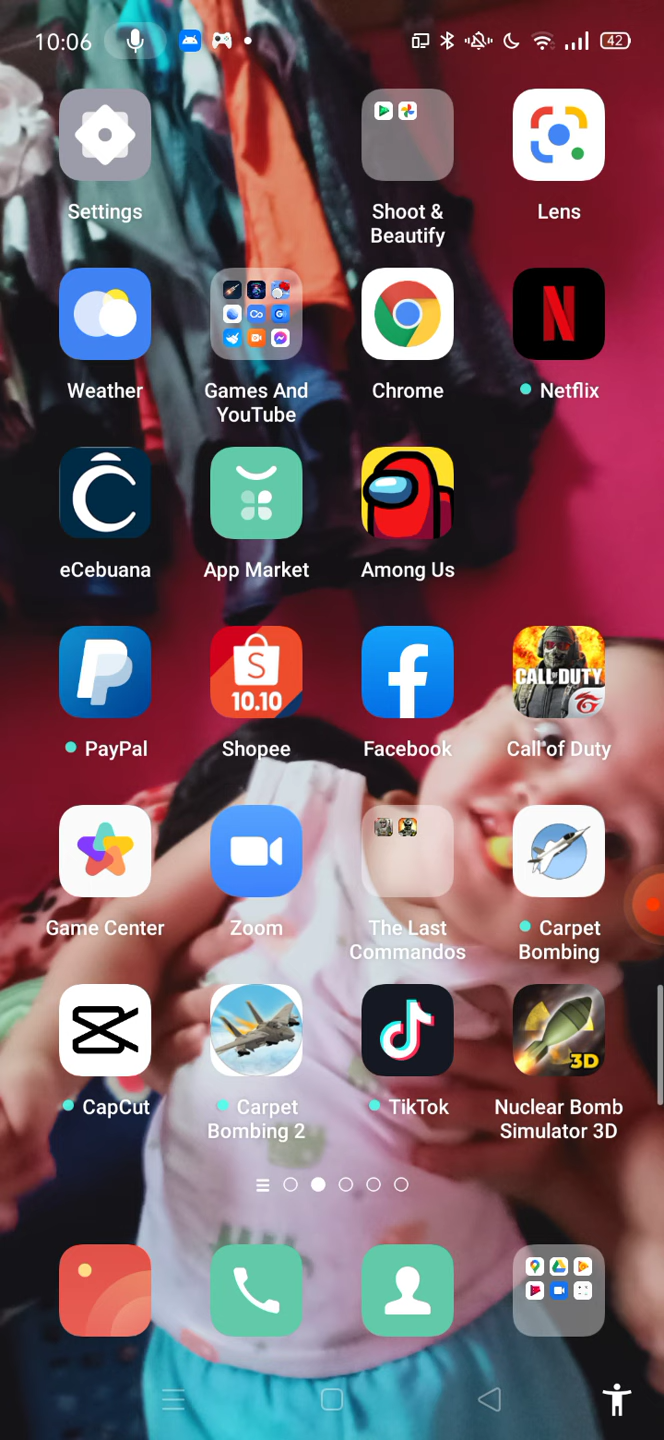 10:06
42
Settings
Shoot &
Beautify
Lens
Weather
Games And
YouTube
Chrome
N
Netflix
eCebuana
App Market
Among Us
S
10.10
CALL OF DUTY
PayPal
Shopee
Facebook
Call of Duty
Game Center
Zoom
The Last
Commandos
Carpet
Bombing
3D
CapCut
Carpet
Bombing 2
TikTok
Nuclear Bomb
Simulator 3D